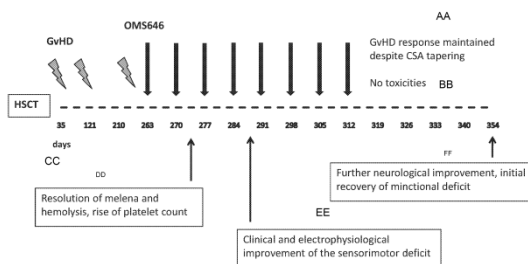 AA
OMS646
GvHD
GvHD response maintained
despite CSA tapering
No toxicities BB
HSCT
35 121 210 263 270 277 284 291 298 305 312 319 326 333 340 354
days
CC
DD
FF
Resolution of melena and
hemolysis, rise of platelet count
Further neurological improvement, initial
recovery of minctional deficit
EE
Clinical and electrophysiological
improvement of the sensorimotor deficit